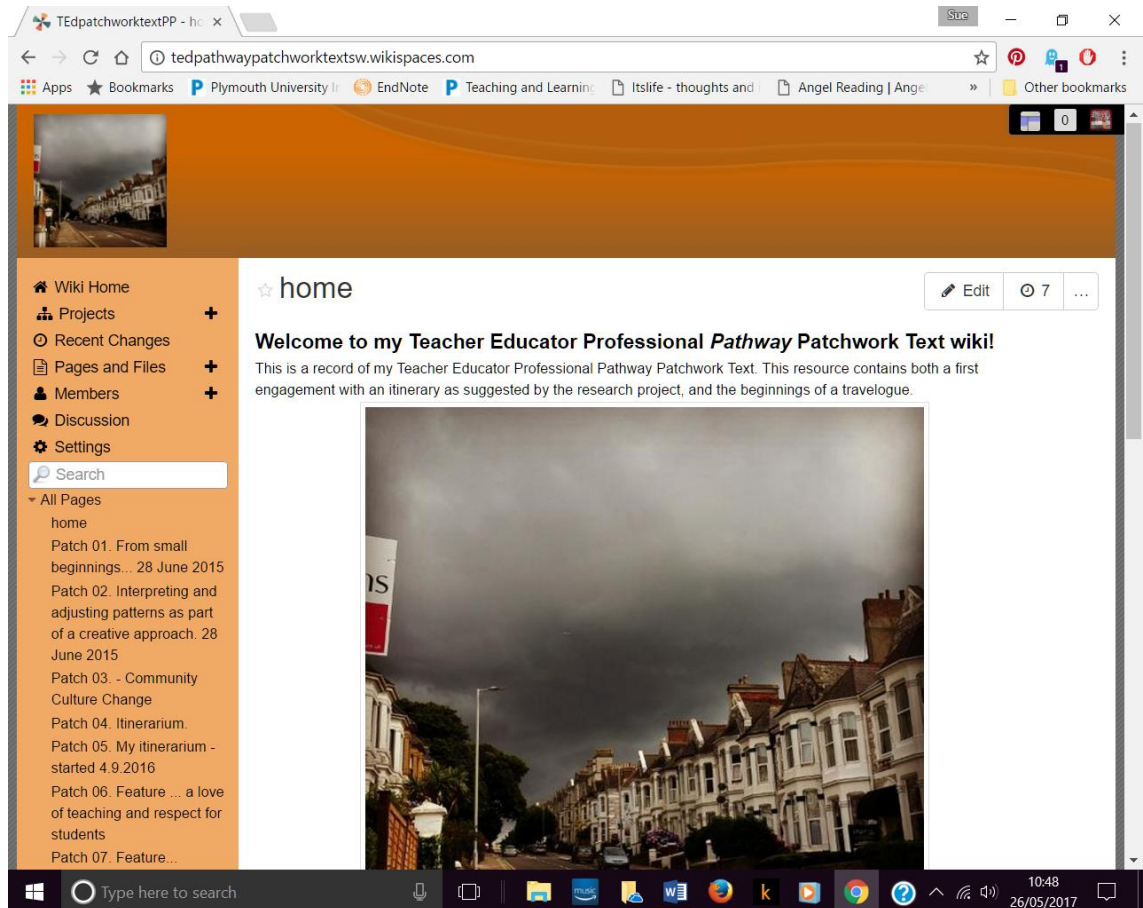 TEdpatchworktextPP - ho
Sue
tedpathwaypatchworktextsw.wikispaces.com
1
Apps
Bookmarks
Plymouth University In
EndNote
Teaching and Learning
Itslife - thoughts and
Angel Reading | Ange
»
Other bookmarks
0
Wiki Home
Projects
Recent Changes
Pages and Files
Members
Discussion
Settings
Search
All Pages
home
Patch 01. From small
beginnings... 28 June 2015
Patch 02. Interpreting and
adjusting patterns as part
of a creative approach. 28
June 2015
Patch 03. - Community
Culture Change
Patch 04. Itinerarium.
Patch 05. My itinerarium -
started 4.9.2016
Patch 06. Feature ... a love
of teaching and respect for
students
Patch 07. Feature...
home
Edit
7
...
Welcome to my Teacher Educator Professional Pathway Patchwork Text wiki!
This is a record of my Teacher Educator Professional Pathway Patchwork Text. This resource contains both a first
engagement with an itinerary as suggested by the research project, and the beginnings of a travelogue.
ns
Type here to search
music
10:48
26/05/2017